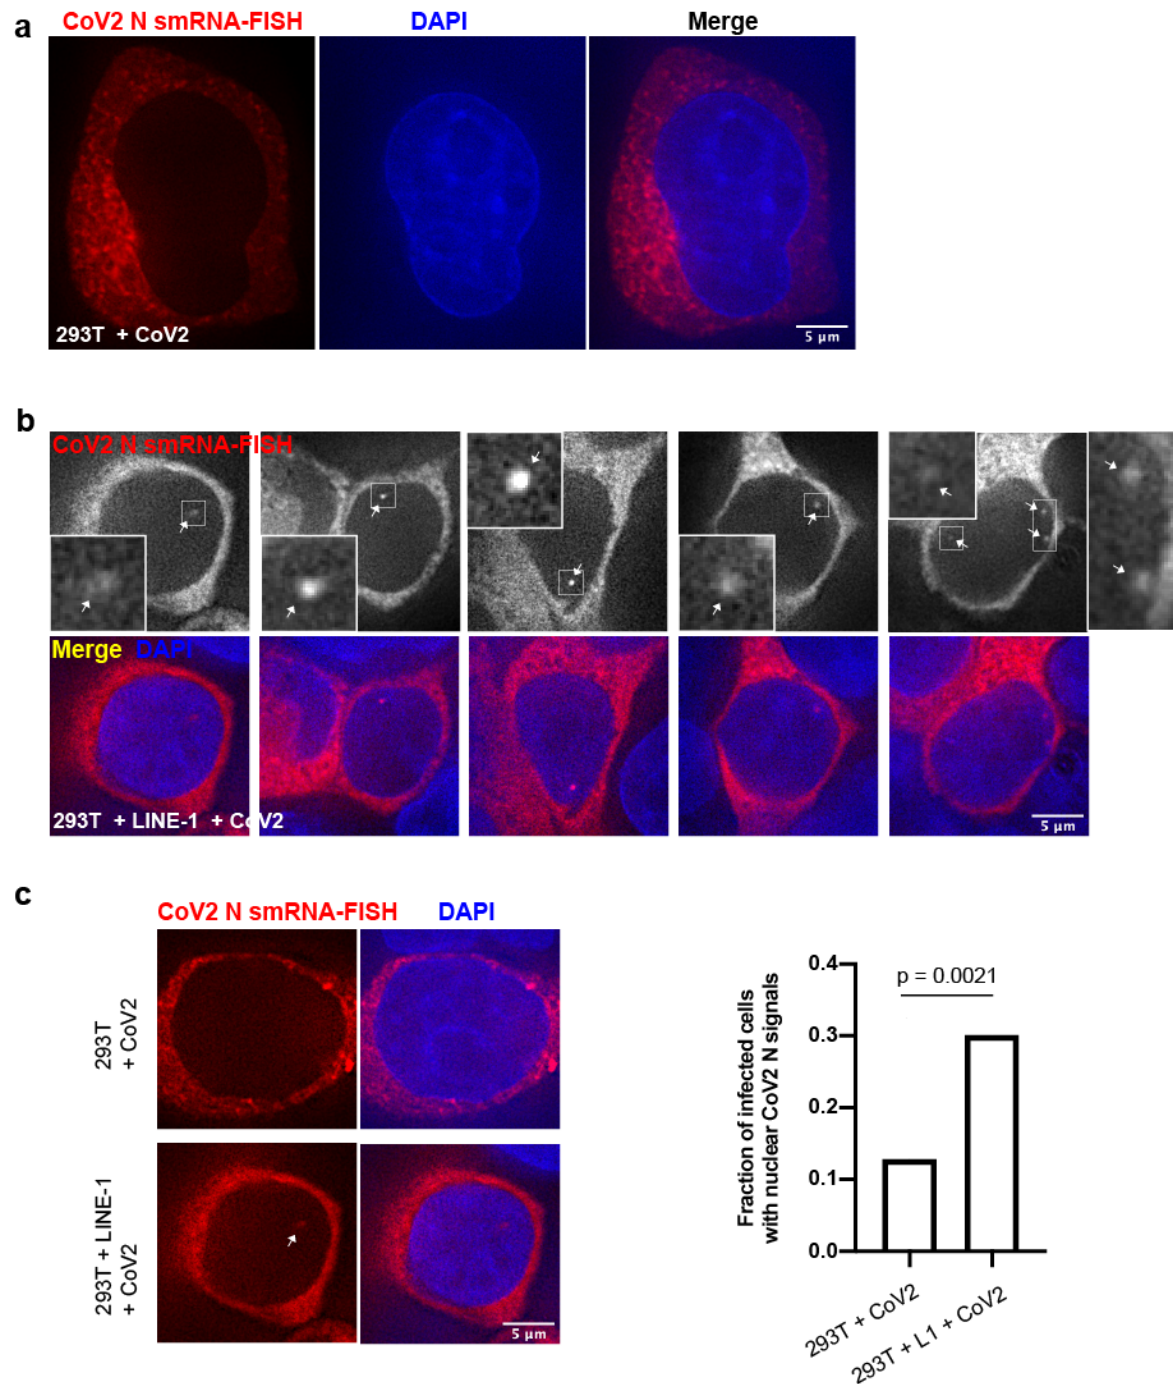 a
CoV2 N smRNA-FISH
DAPI
Merge
293T + CoV2
5 µm
b
CoV2 N smRNA-FISH
Merge DAPI
293T + LINE-1 + CoV2
5 µm
c
CoV2 N smRNA-FISH
DAPI
293T
+ CoV2
293T + LINE-1
+ CoV2
5 µm
Fraction of infected cells
with nuclear CoV2 N signals
0.4
0.3
0.2
0.1
0.0
p = 0.0021
293T + CoV2
293T + L1 + CoV2